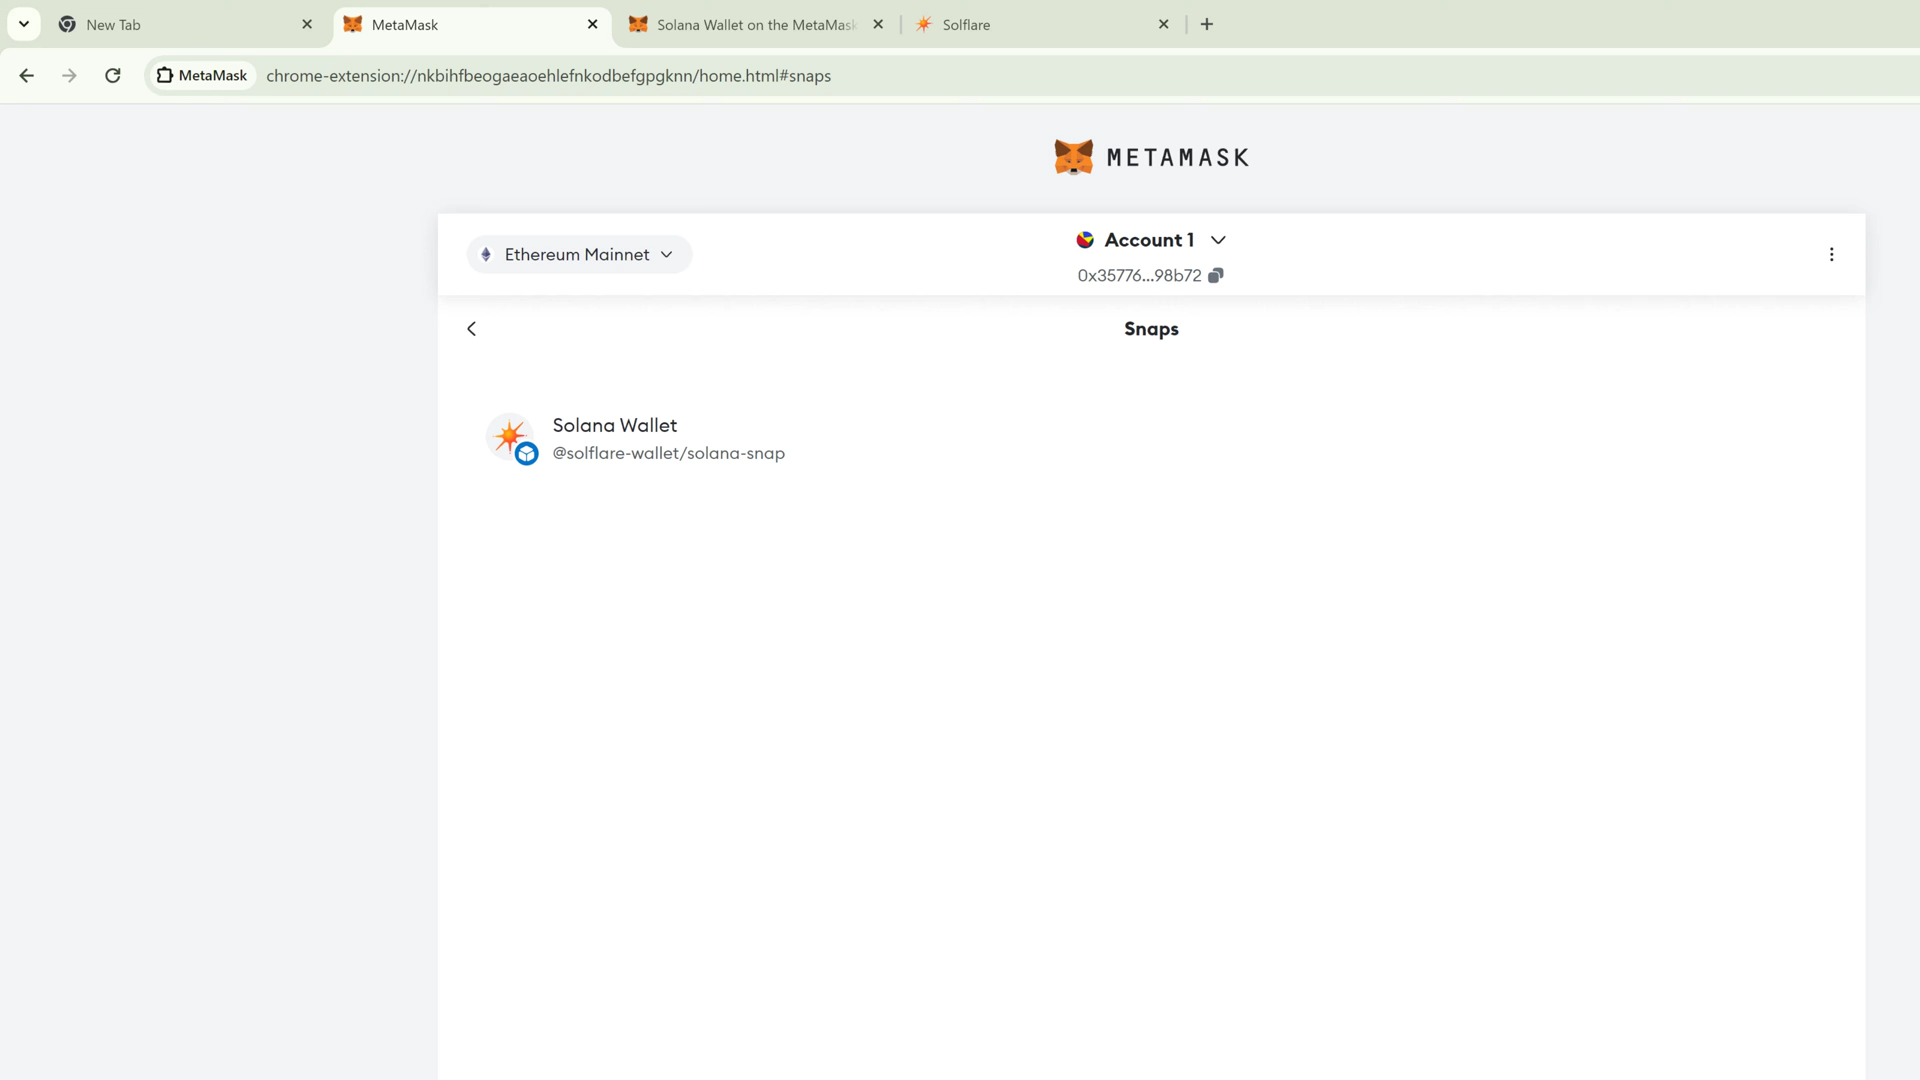 New Tab
MetaMask
Solana Wallet on the MetaMask
Solflare
MetaMask
chrome-extension://nkbihfbeogaeaoehlefnkodbefgpgknn/home.html#snaps
METAMASK
Ethereum Mainnet
Account 1
0x35776...98b72
Snaps
Solana Wallet
@solflare-wallet/solana-snap